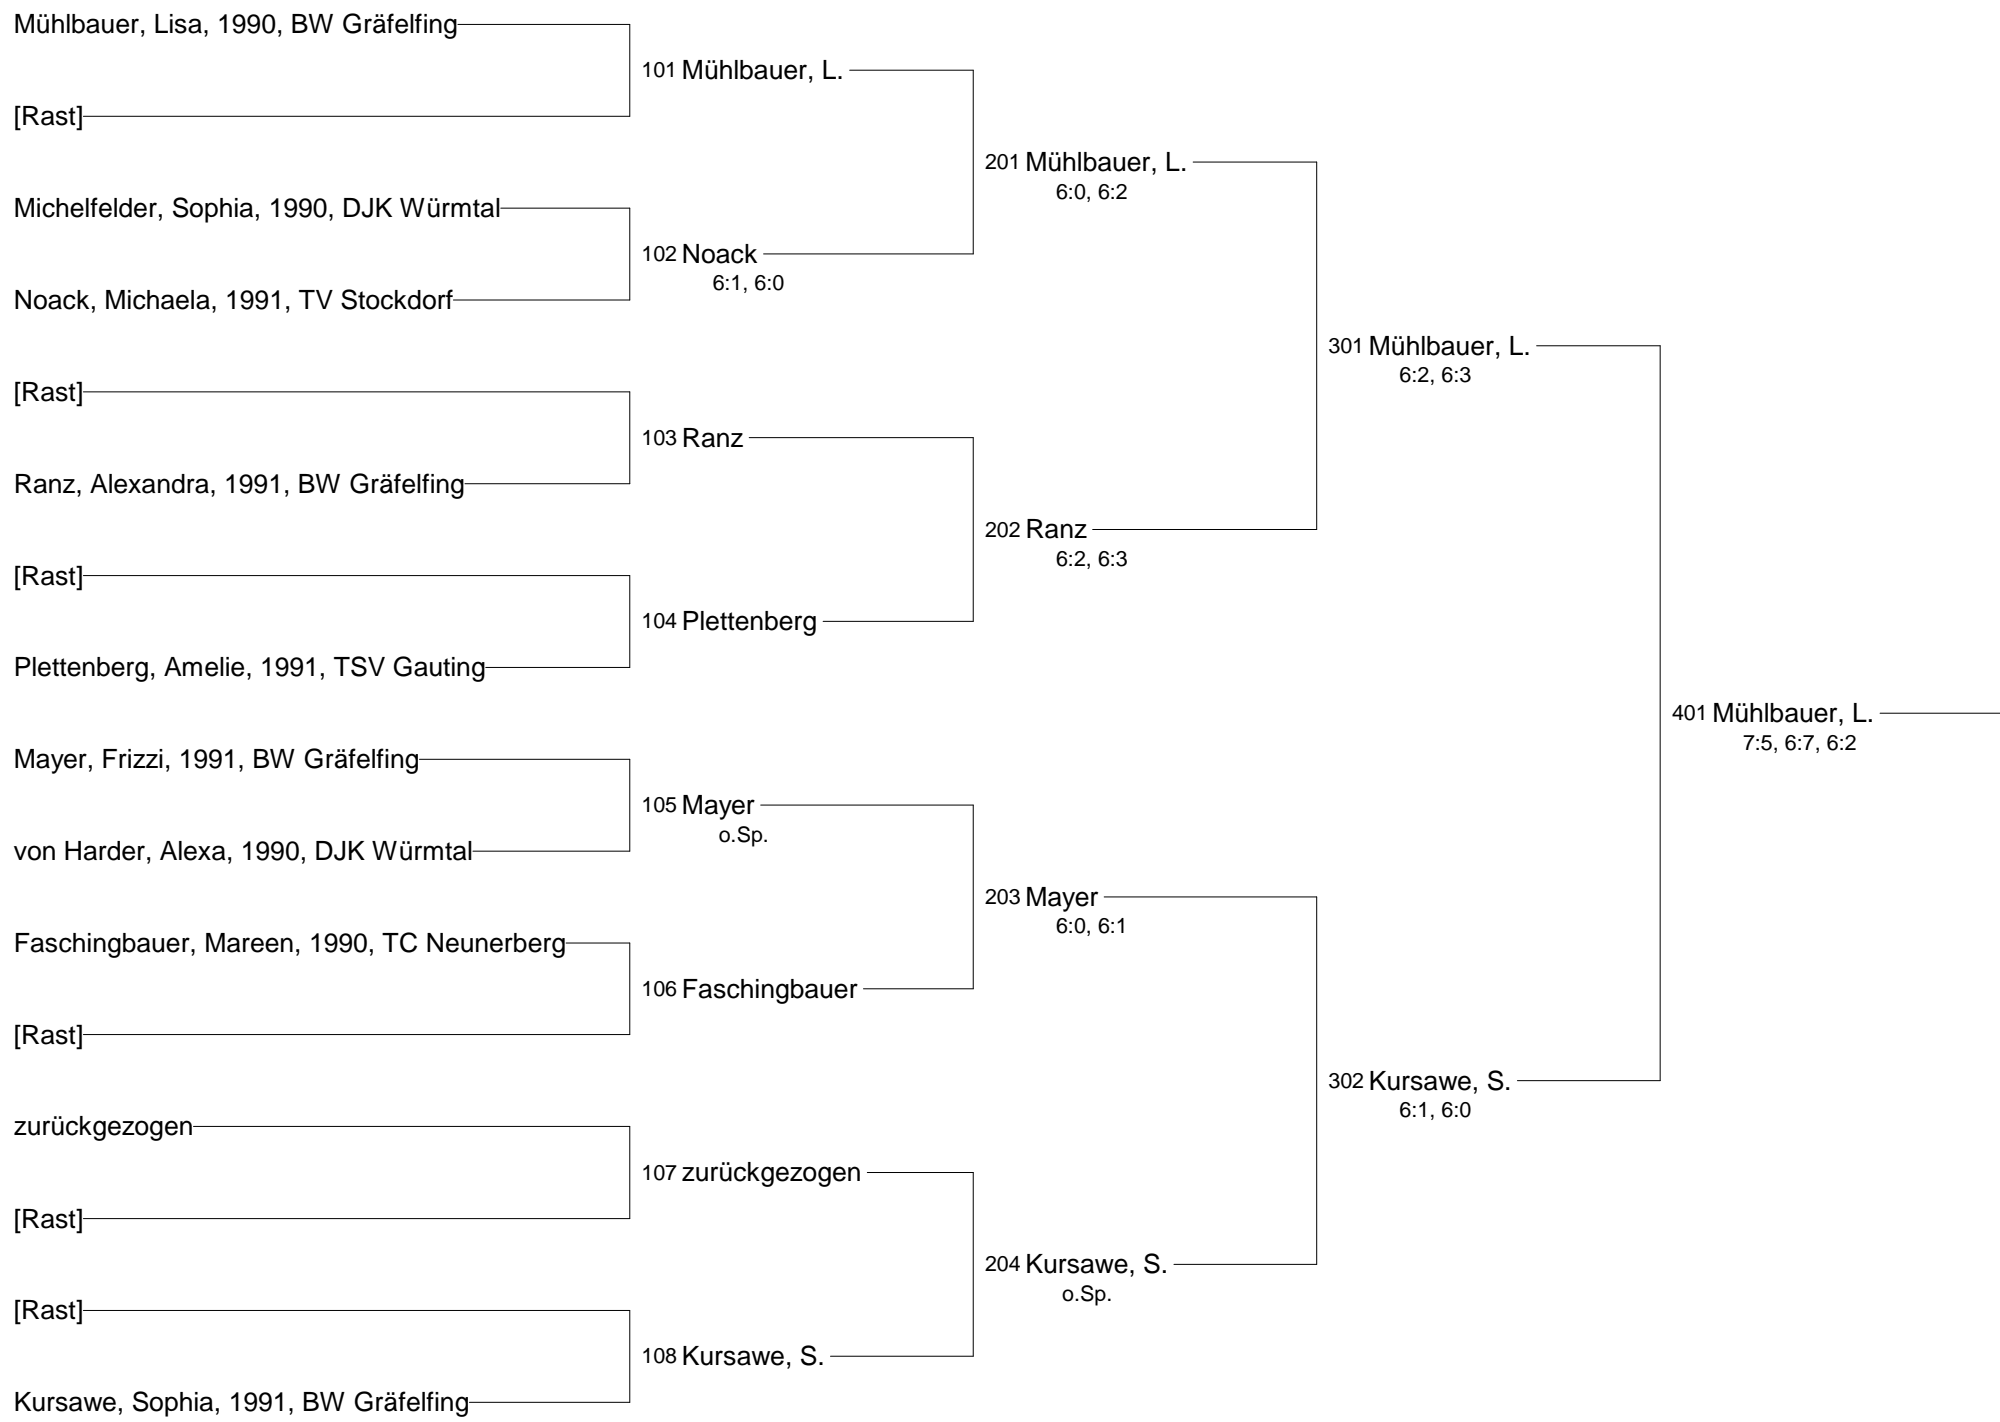 Mühlbauer, Lisa, 1990, BW Gräfelfing
[Rast]
Michelfelder, Sophia, 1990, DJK Würmtal
Noack, Michaela, 1991, TV Stockdorf
[Rast]
Ranz, Alexandra, 1991, BW Gräfelfing
[Rast]
Plettenberg, Amelie, 1991, TSV Gauting
Mayer, Frizzi, 1991, BW Gräfelfing
von Harder, Alexa, 1990, DJK Würmtal
Faschingbauer, Mareen, 1990, TC Neunerberg
[Rast]
zurückgezogen
[Rast]
[Rast]
Kursawe, Sophia, 1991, BW Gräfelfing
101 Mühlbauer, L.
102 Noack
6:1, 6:0
103 Ranz
104 Plettenberg
105 Mayer
o.Sp.
106 Faschingbauer
107 zurückgezogen
108 Kursawe, S.
201 Mühlbauer, L.
6:0, 6:2
202 Ranz
6:2, 6:3
203 Mayer
6:0, 6:1
204 Kursawe, S.
o.Sp.
301 Mühlbauer, L.
6:2, 6:3
302 Kursawe, S.
6:1, 6:0
401 Mühlbauer, L.
7:5, 6:7, 6:2